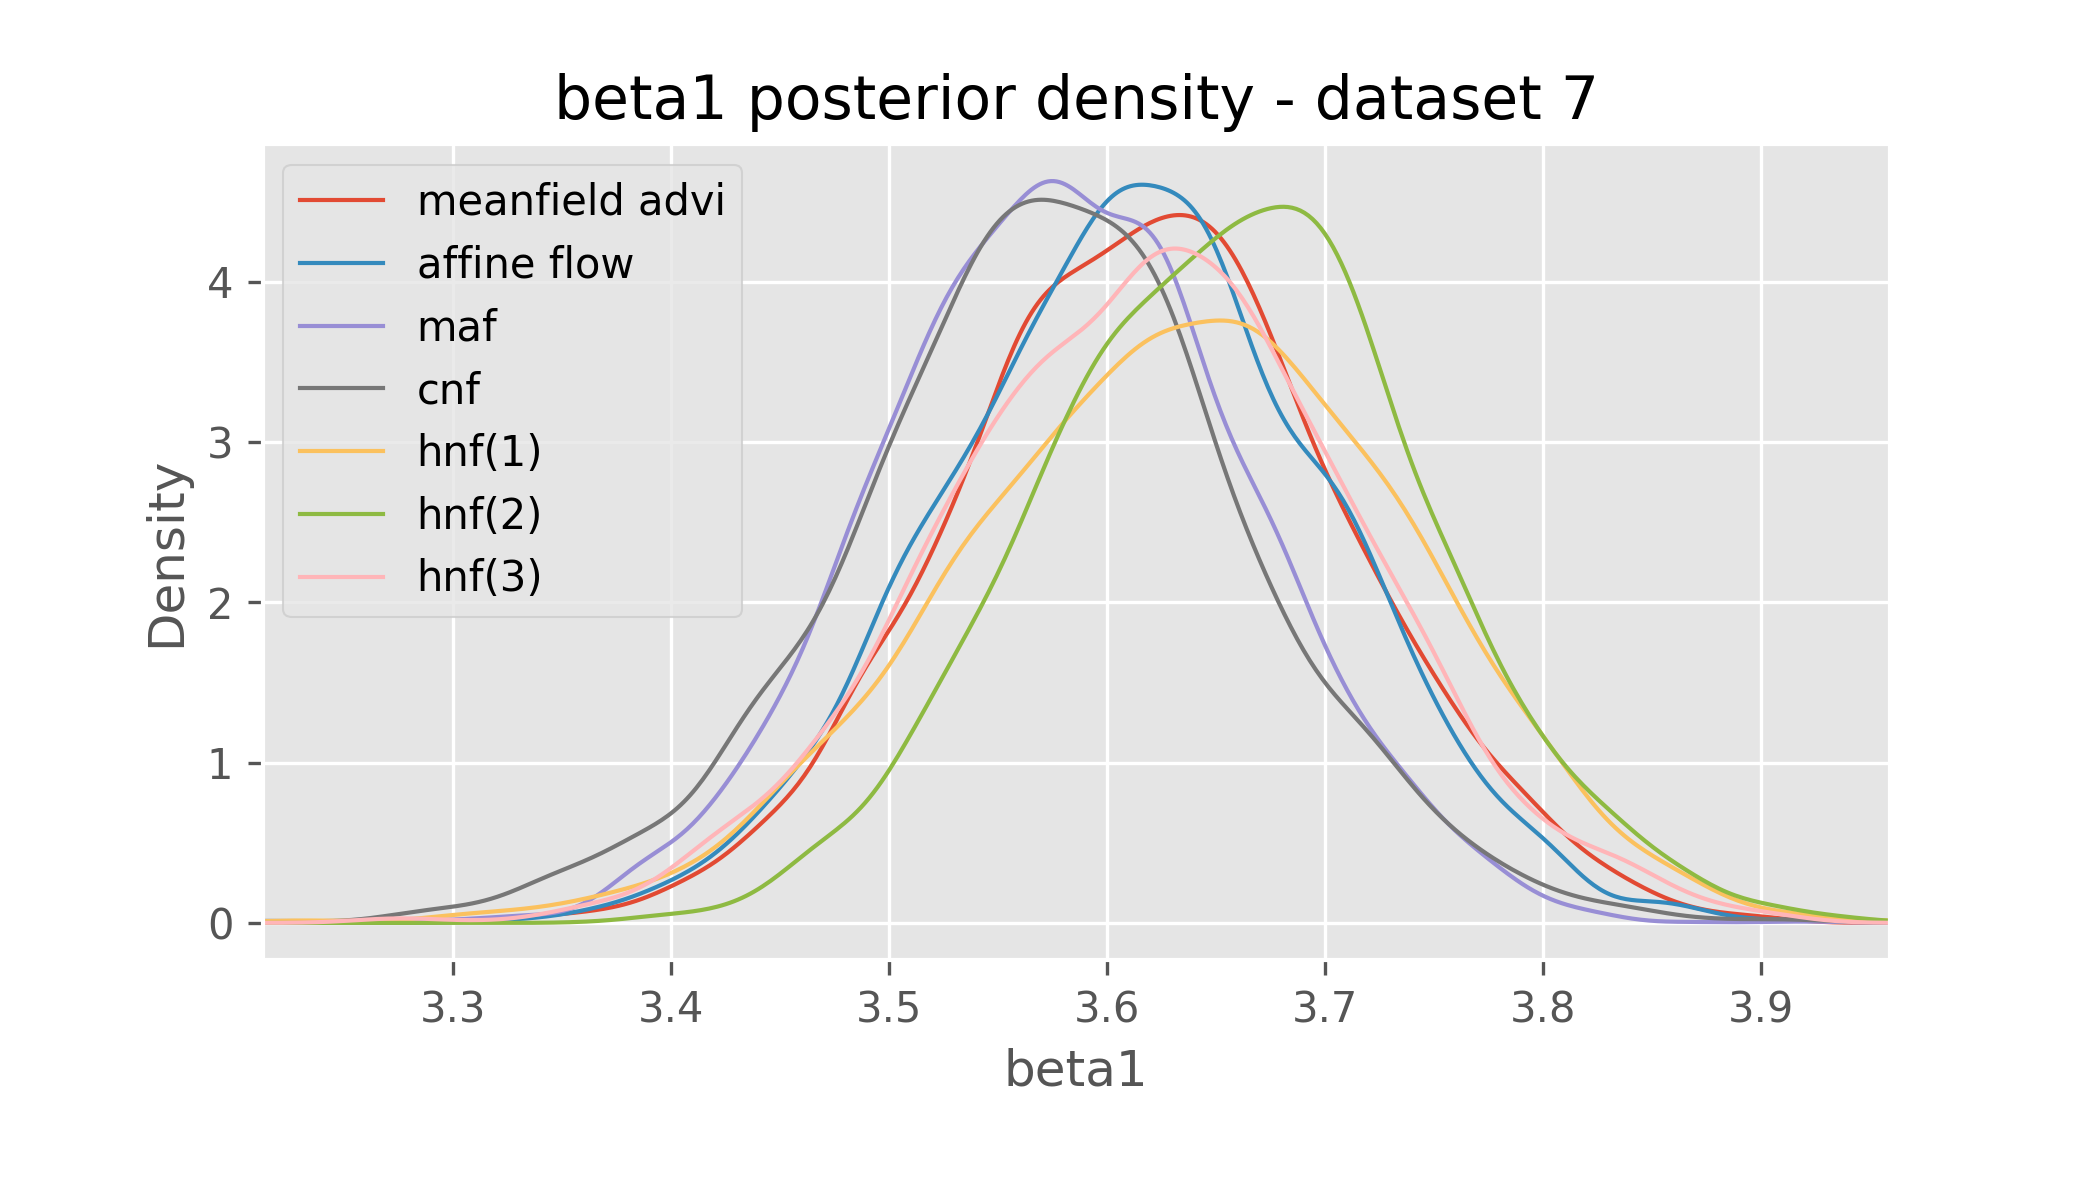 beta1 posterior density - dataset 7
meanfield advi
affine flow
maf
cnf
hnf(1)
hnf(2)
hnf(3)
Density
4
3
2
1
0
3.3 3.4 3.5 3.6 3.7 3.8 3.9
beta1